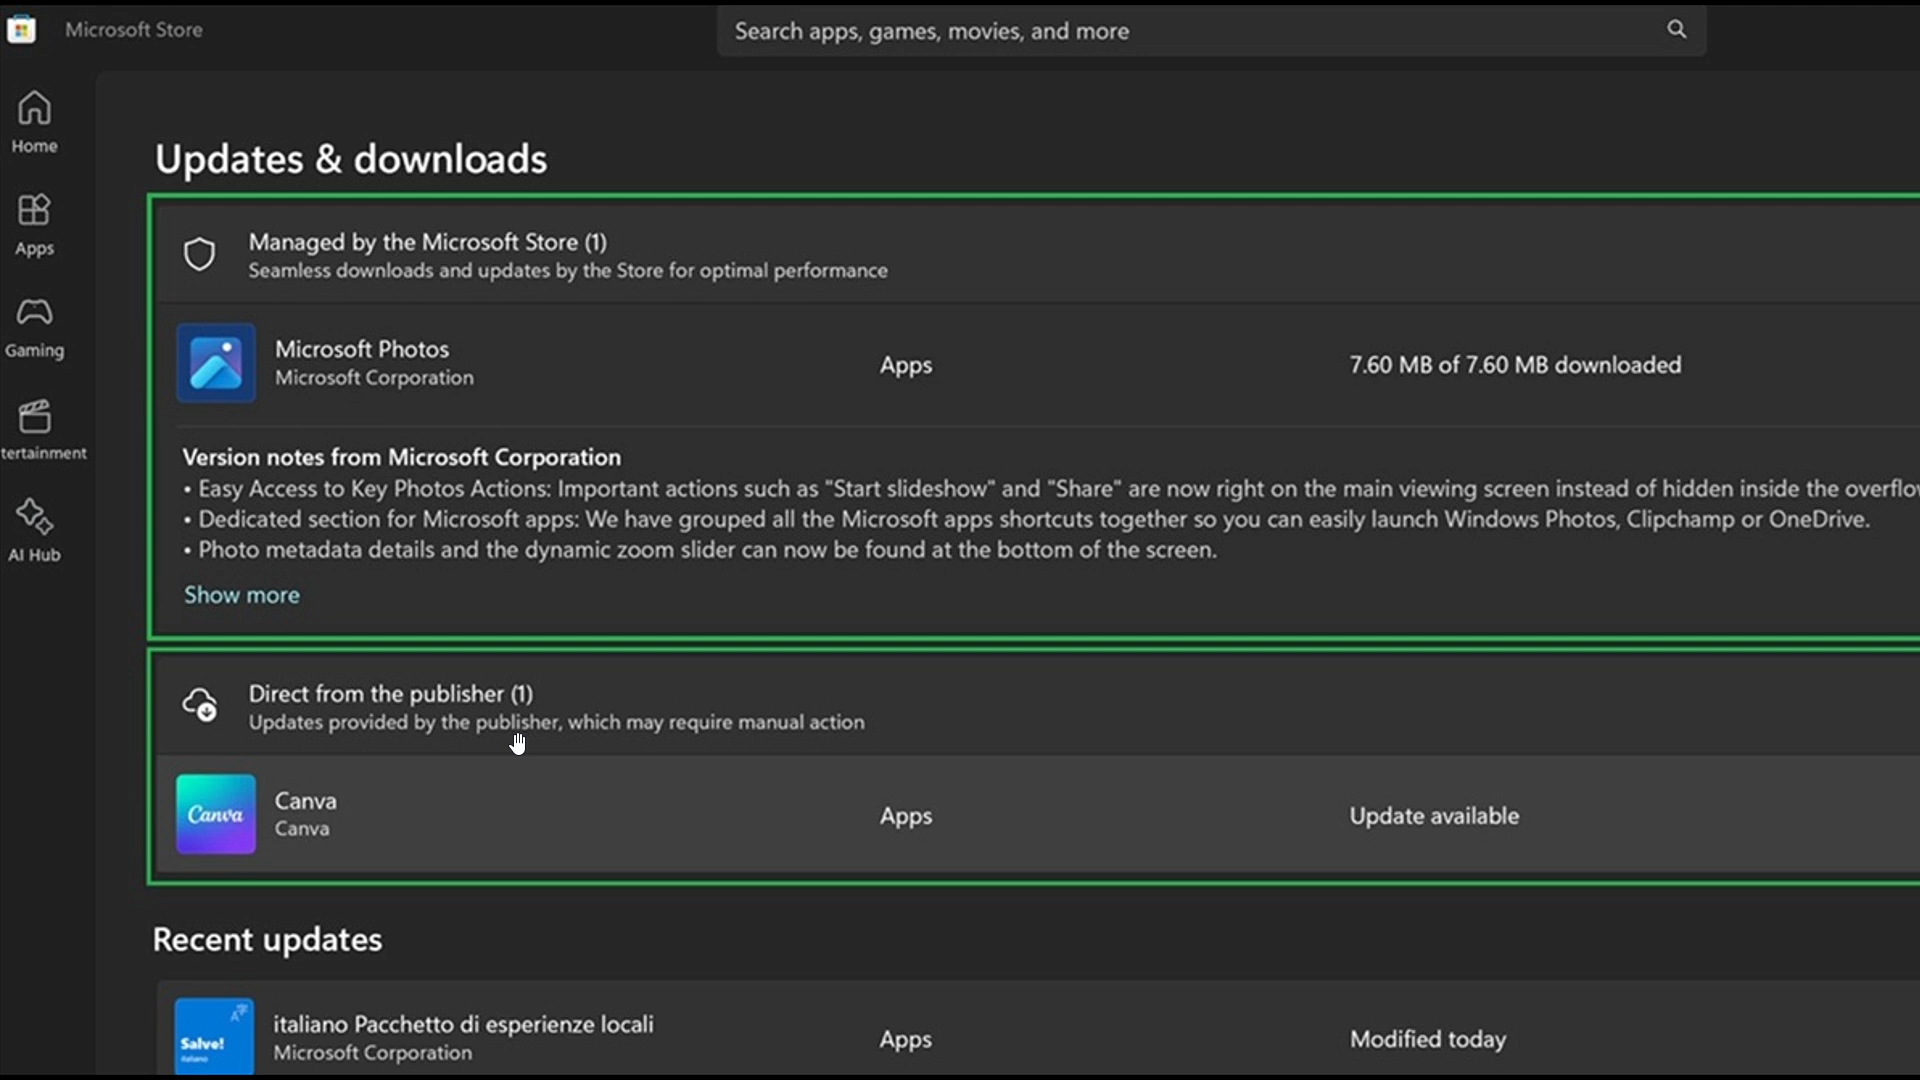 Microsoft Store
Search apps, games, movies, and more
Home
Apps
Gaming
tertainment
AI Hub
Updates & downloads
Managed by the Microsoft Store (1)
Seamless downloads and updates by the Store for optimal performance
Microsoft Photos
Microsoft Corporation
Apps
7.60 MB of 7.60 MB downloaded
Version notes from Microsoft Corporation
• Easy Access to Key Photos Actions: Important actions such as "Start slideshow" and "Share" are now right on the main viewing screen instead of hidden inside the overflow
• Dedicated section for Microsoft apps: We have grouped all the Microsoft apps shortcuts together so you can easily launch Windows Photos, Clipchamp or OneDrive.
• Photo metadata details and the dynamic zoom slider can now be found at the bottom of the screen.
Show more
Direct from the publisher (1)
Updates provided by the publisher, which may require manual action
Canva
Canva
Canva
Apps
Update available
Recent updates
Salve!
italiano
italiano Pacchetto di esperienze locali
Microsoft Corporation
Apps
Modified today